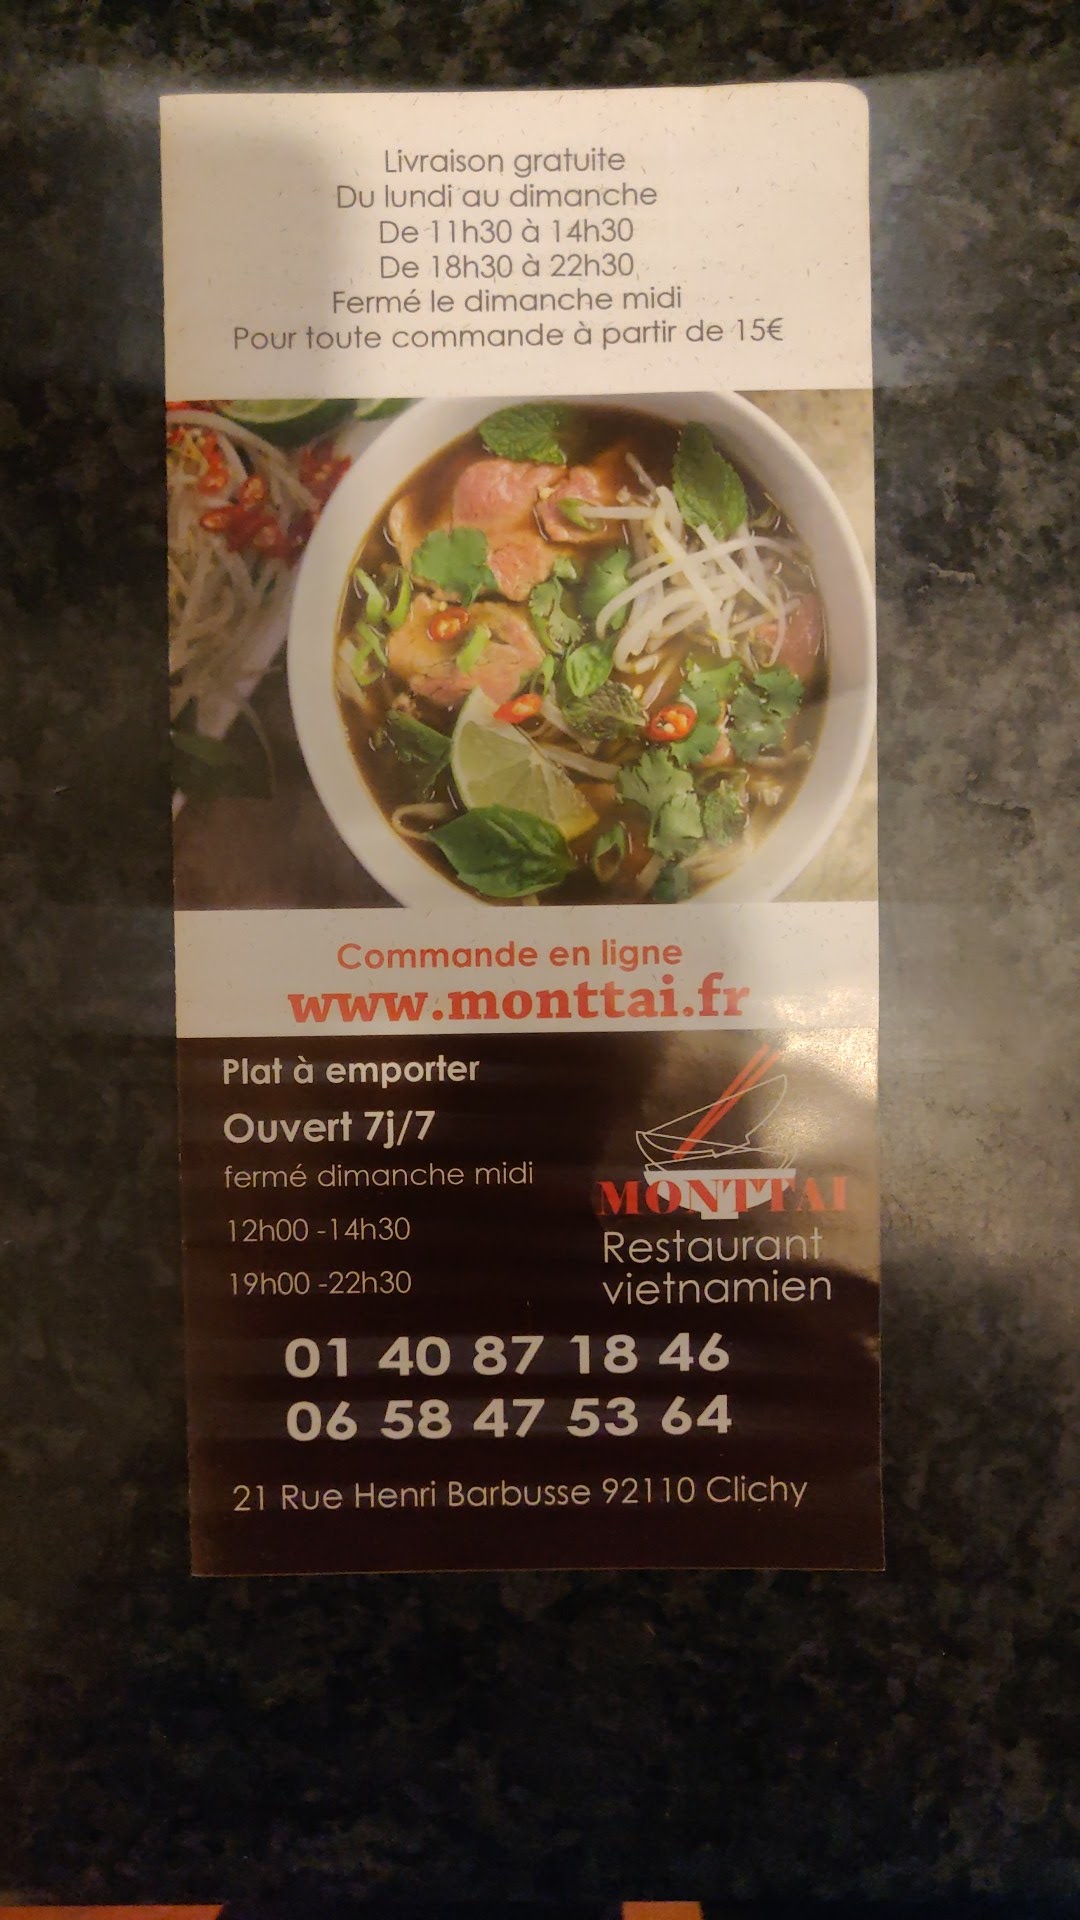 Livraison gratuite
Du lundi au dimanche
De 11h30 à 14h30
De 18h30 à 22h30
Fermé le dimanche midi
Pour toute commande à partir de 15€
Commande en ligne
www.monttai.fr
Plat à emporter
Ouvert 7j/7
fermé dimanche midi
12h00 -14h30
19h00 -22h30
MONTTAI
Restaurant
vietnamien
01 40 87 18 46
06 58 47 53 64
21 Rue Henri Barbusse 92110 Clichy